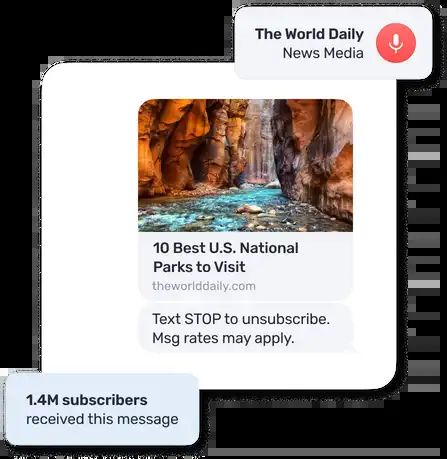 The World Daily
News Media
10 Best U.S. National
Parks to Visit
theworlddaily.com
Text STOP to unsubscribe.
Msg rates may apply.
1.4M subscribers
received this message